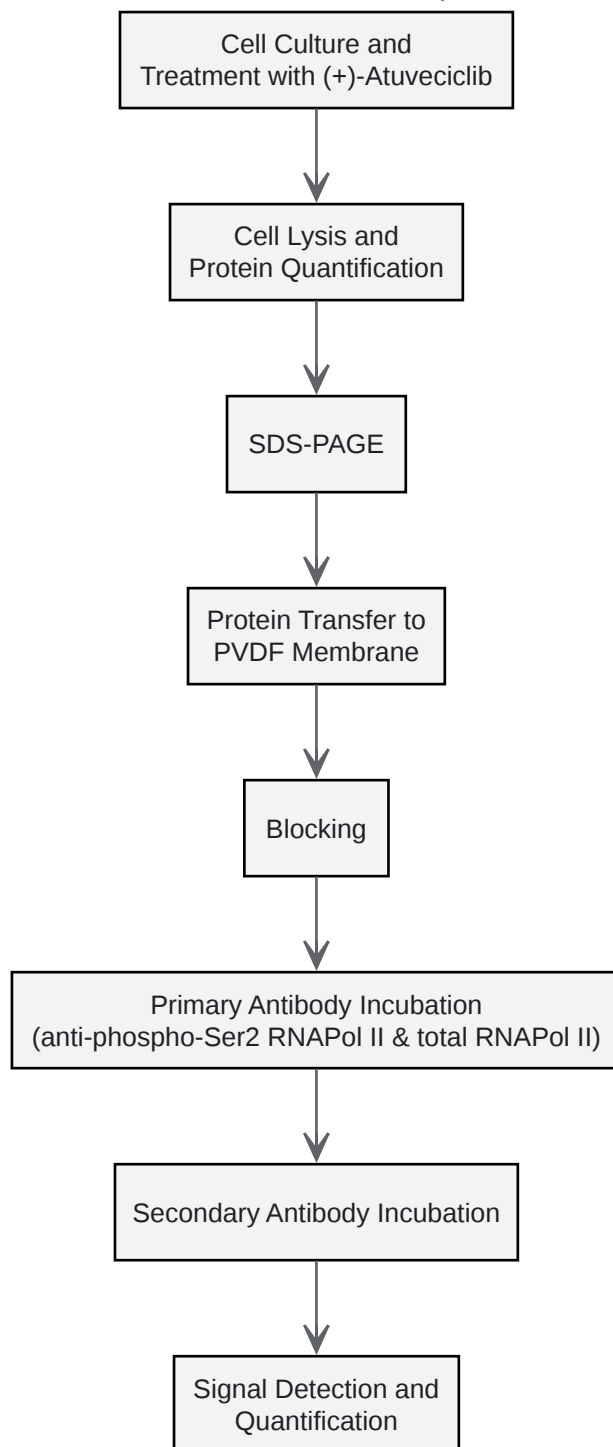 Cell Culture and
Treatment with (+)-Atuveciclib
Cell Lysis and
Protein Quantification
SDS-PAGE
Protein Transfer to
PVDF Membrane
Blocking
Primary Antibody Incubation
(anti-phospho-Ser2 RNAPol II & total RNAPol II)
Secondary Antibody Incubation
Signal Detection and
Quantification